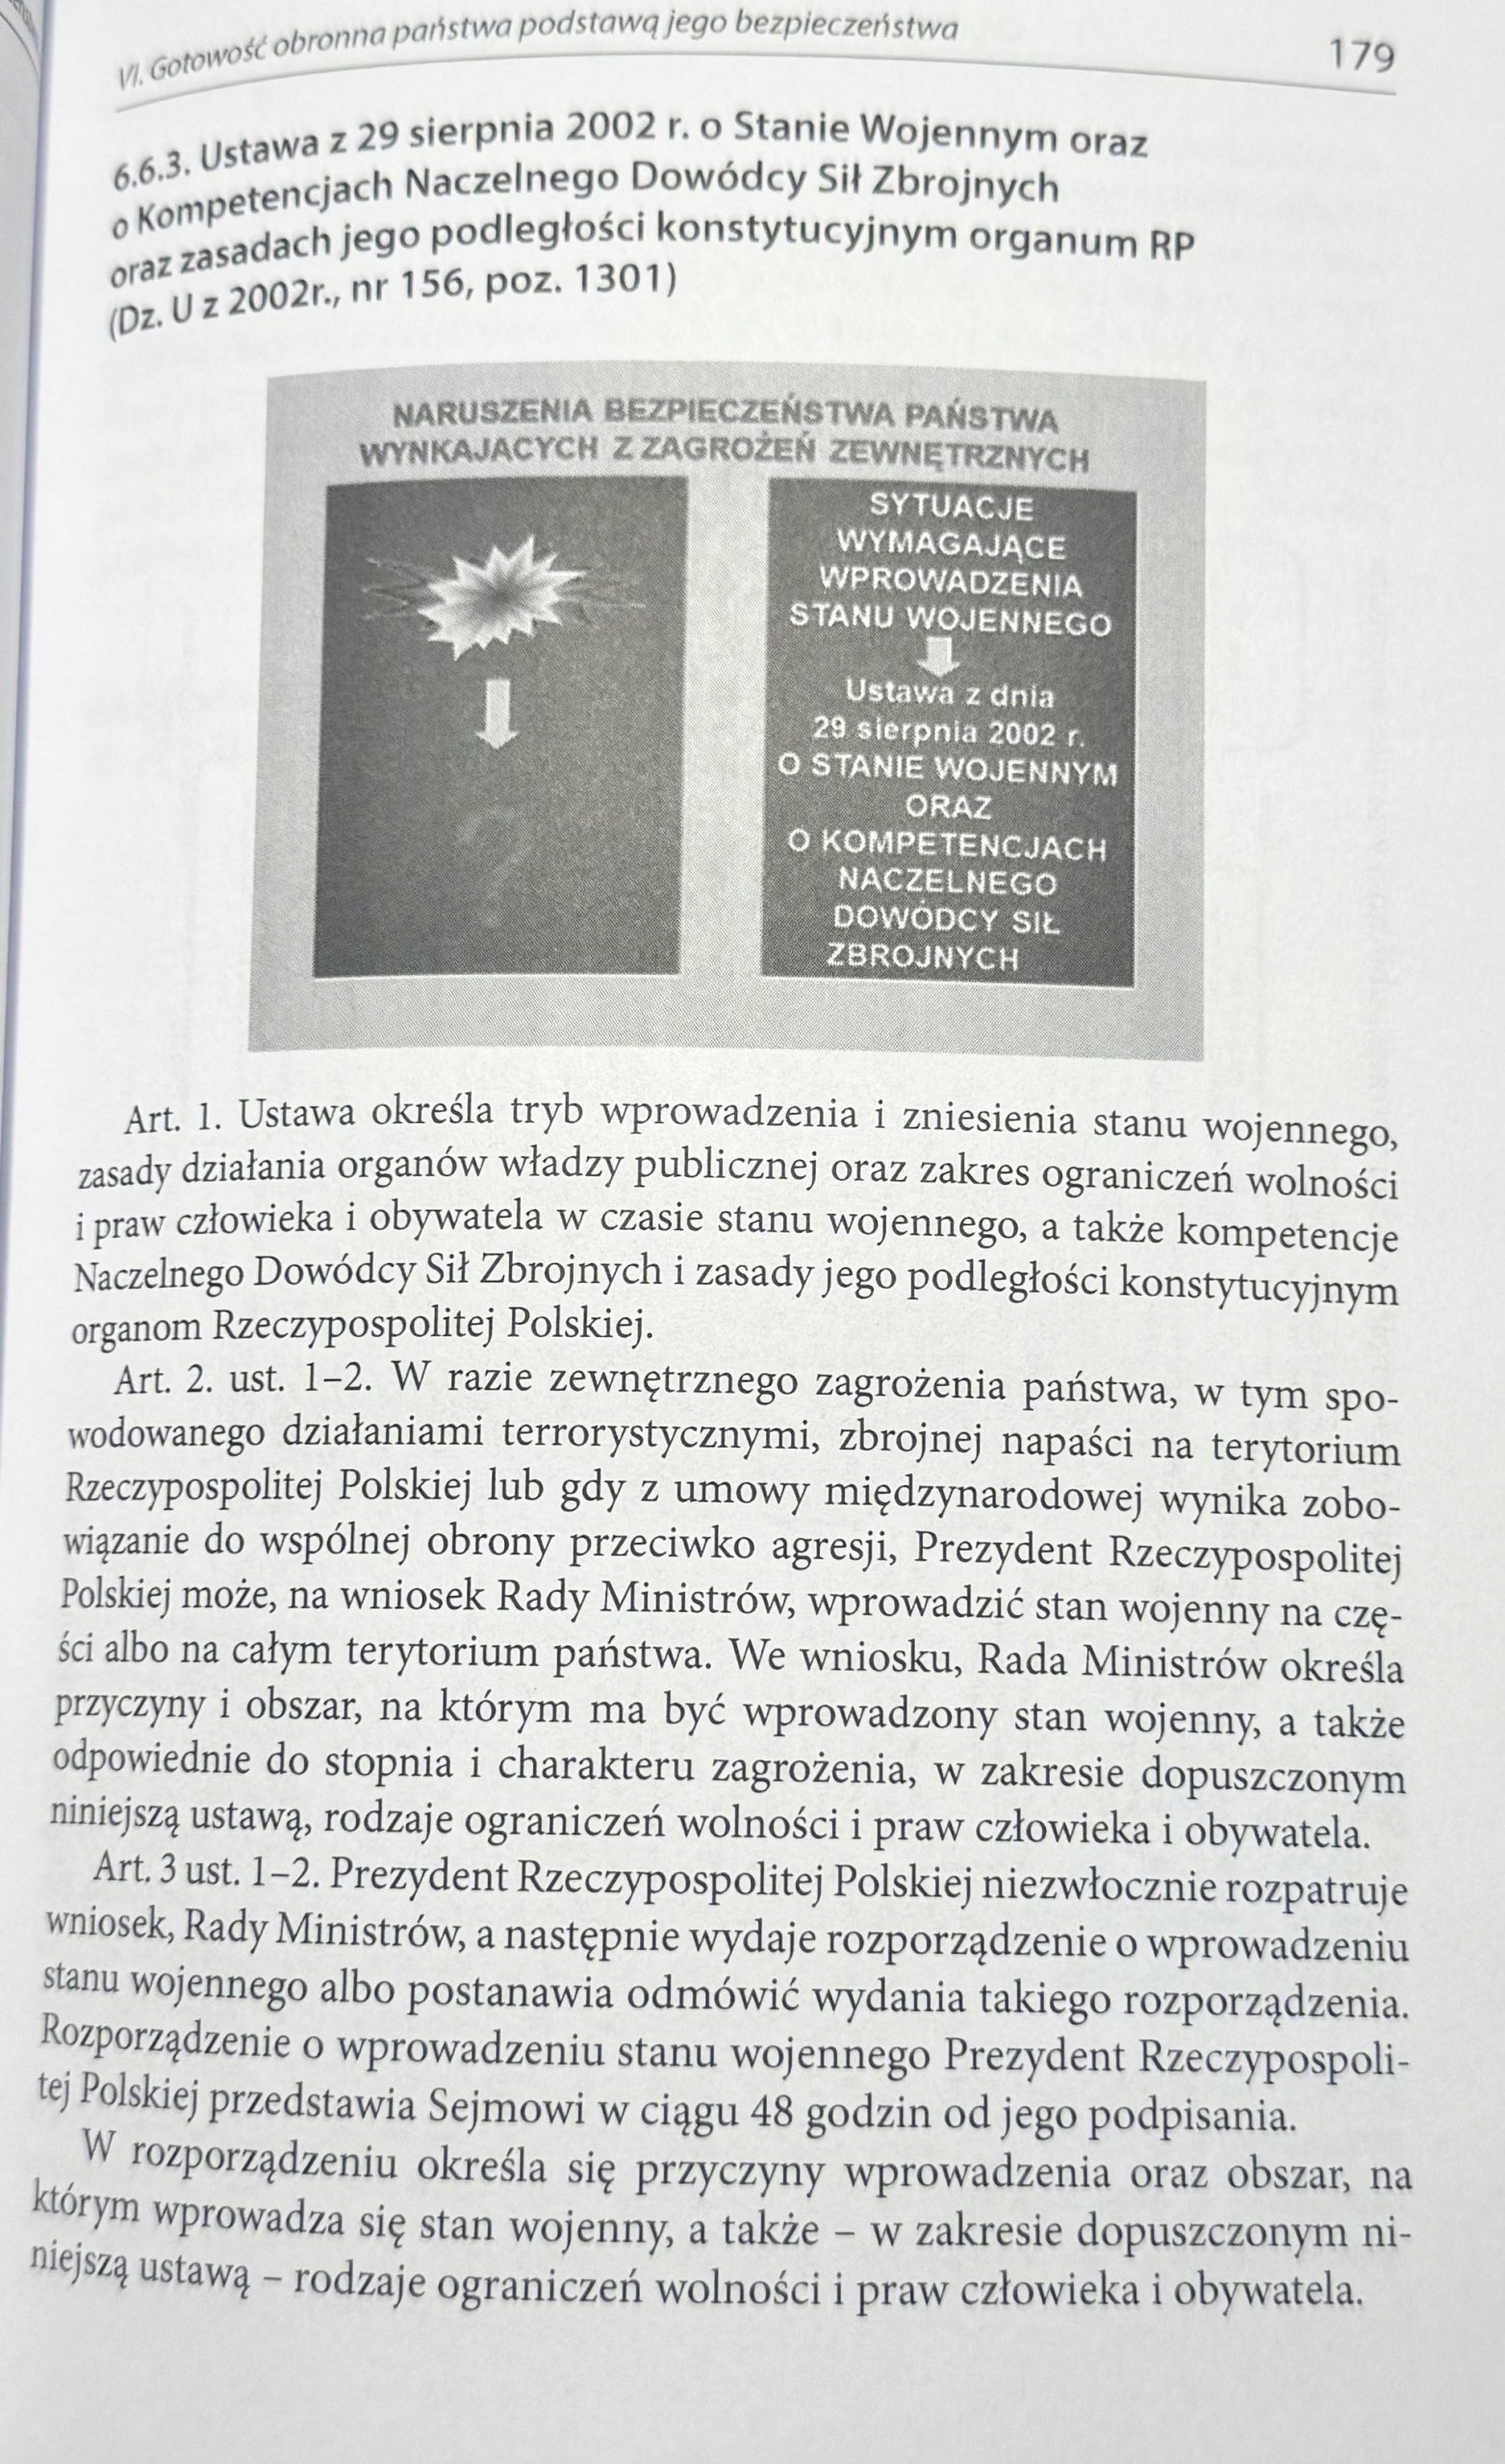 VI. Gotowość obronna państwa podstawą jego bezpieczeństwa
179
6.6.3. Ustawa z 29 sierpnia 2002 r. o Stanie Wojennym oraz
o Kompetencjach Naczelnego Dowódcy Sił Zbrojnych
oraz zasadach jego podległości konstytucyjnym organum RP
(Dz. U z 2002r., nr 156, poz. 1301)
NARUSZENIA BEZPIECZEŃSTWA PAŃSTWA
WYNKAJACYCH Z ZAGROŻEŃ ZEWNĘTRZNYCH
?
SYTUACJE
WYMAGAJĄCE
WPROWADZENIA
STANU WOJENNEGO
Ustawa z dnia
29 sierpnia 2002 r.
O STANIE WOJENNYM
ORAZ
O KOMPETENCJACH
NACZELNEGO
DOWÓDCY SIŁ
ZBROJNYCH
Art. 1. Ustawa określa tryb wprowadzenia i zniesienia stanu wojennego,
zasady działania organów władzy publicznej oraz zakres ograniczeń wolności
i praw człowieka i obywatela w czasie stanu wojennego, a także kompetencje
Naczelnego Dowódcy Sił Zbrojnych i zasady jego podległości konstytucyjnym
organom Rzeczypospolitej Polskiej.
Art. 2. ust. 1–2. W razie zewnętrznego zagrożenia państwa, w tym spo-
wodowanego działaniami terrorystycznymi, zbrojnej napaści na terytorium
Rzeczypospolitej Polskiej lub gdy z umowy międzynarodowej wynika zobo-
wiązanie do wspólnej obrony przeciwko agresji, Prezydent Rzeczypospolitej
Polskiej może, na wniosek Rady Ministrów, wprowadzić stan wojenny na czę-
ści albo na całym terytorium państwa. We wniosku, Rada Ministrów określa
przyczyny i obszar, na którym ma być wprowadzony stan wojenny, a także
odpowiednie do stopnia i charakteru zagrożenia, w zakresie dopuszczonym
niniejszą ustawą, rodzaje ograniczeń wolności i praw człowieka i obywatela.
Art. 3 ust. 1–2. Prezydent Rzeczypospolitej Polskiej niezwłocznie rozpatruje
wniosek, Rady Ministrów, a następnie wydaje rozporządzenie o wprowadzeniu
stanu wojennego albo postanawia odmówić wydania takiego rozporządzenia.
Rozporządzenie o wprowadzeniu stanu wojennego Prezydent Rzeczypospoli-
tej Polskiej przedstawia Sejmowi w ciągu 48 godzin od jego podpisania.
W rozporządzeniu określa się przyczyny wprowadzenia oraz obszar, na
którym wprowadza się stan wojenny, a także – w zakresie dopuszczonym ni-
niejszą ustawą – rodzaje ograniczeń wolności i praw człowieka i obywatela.